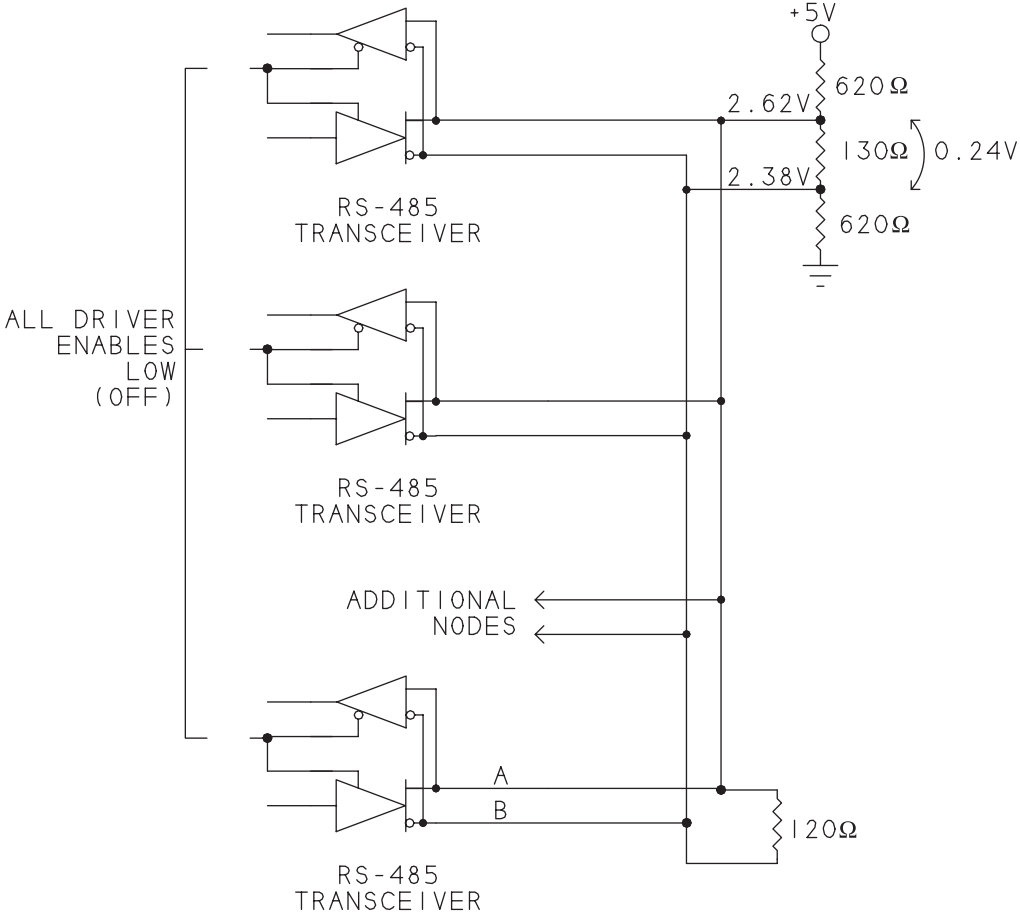 +5V
620Ω
2.62V
130Ω
0.24V
2.38V
620Ω
RS-485
TRANSCEIVER
ALL DRIVER
ENABLES
LOW
(OFF)
RS-485
TRANSCEIVER
ADDITIONAL
NODES
A
B
120Ω
RS-485
TRANSCEIVER